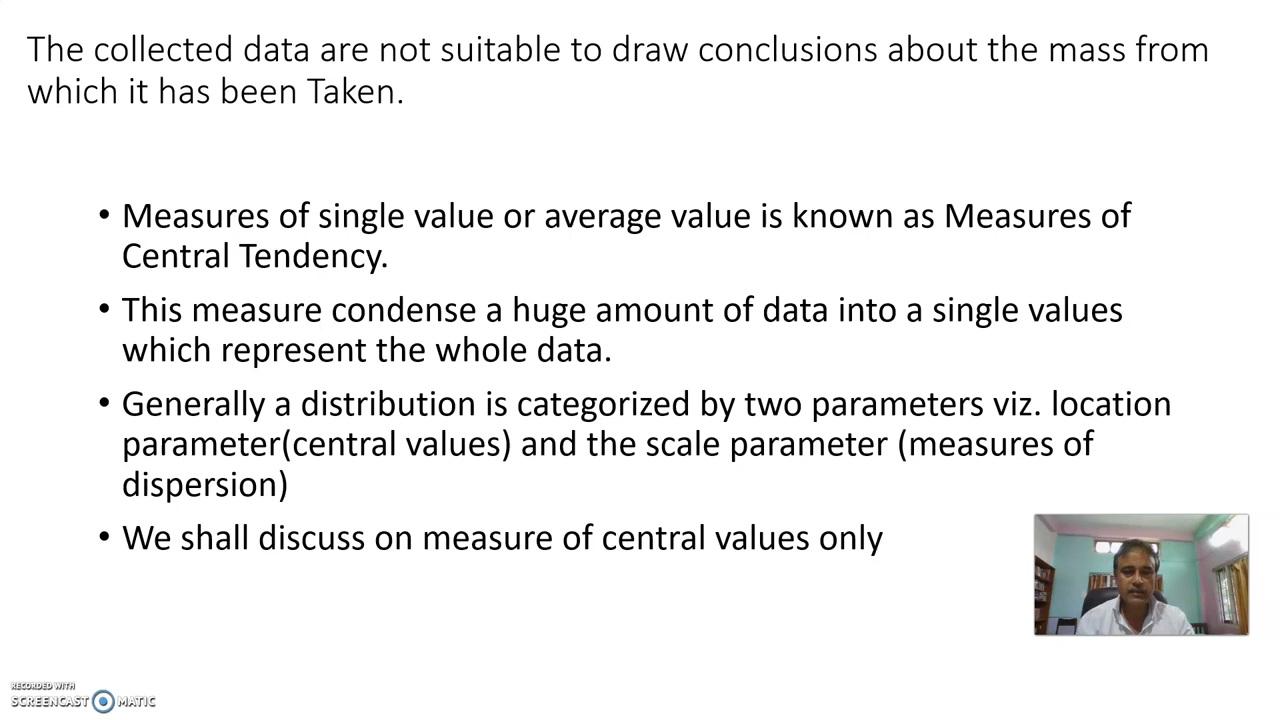 The collected data are not suitable to draw conclusions about the mass from
which it has been Taken.
• Measures of single value or average value is known as Measures of
Central Tendency.
• This measure condense a huge amount of data into a single values
which represent the whole data.
• Generally a distribution is categorized by two parameters viz. location
parameter(central values) and the scale parameter (measures of
dispersion)
• We shall discuss on measure of central values only
RECORDED WITH
SCREENCAST MATIC